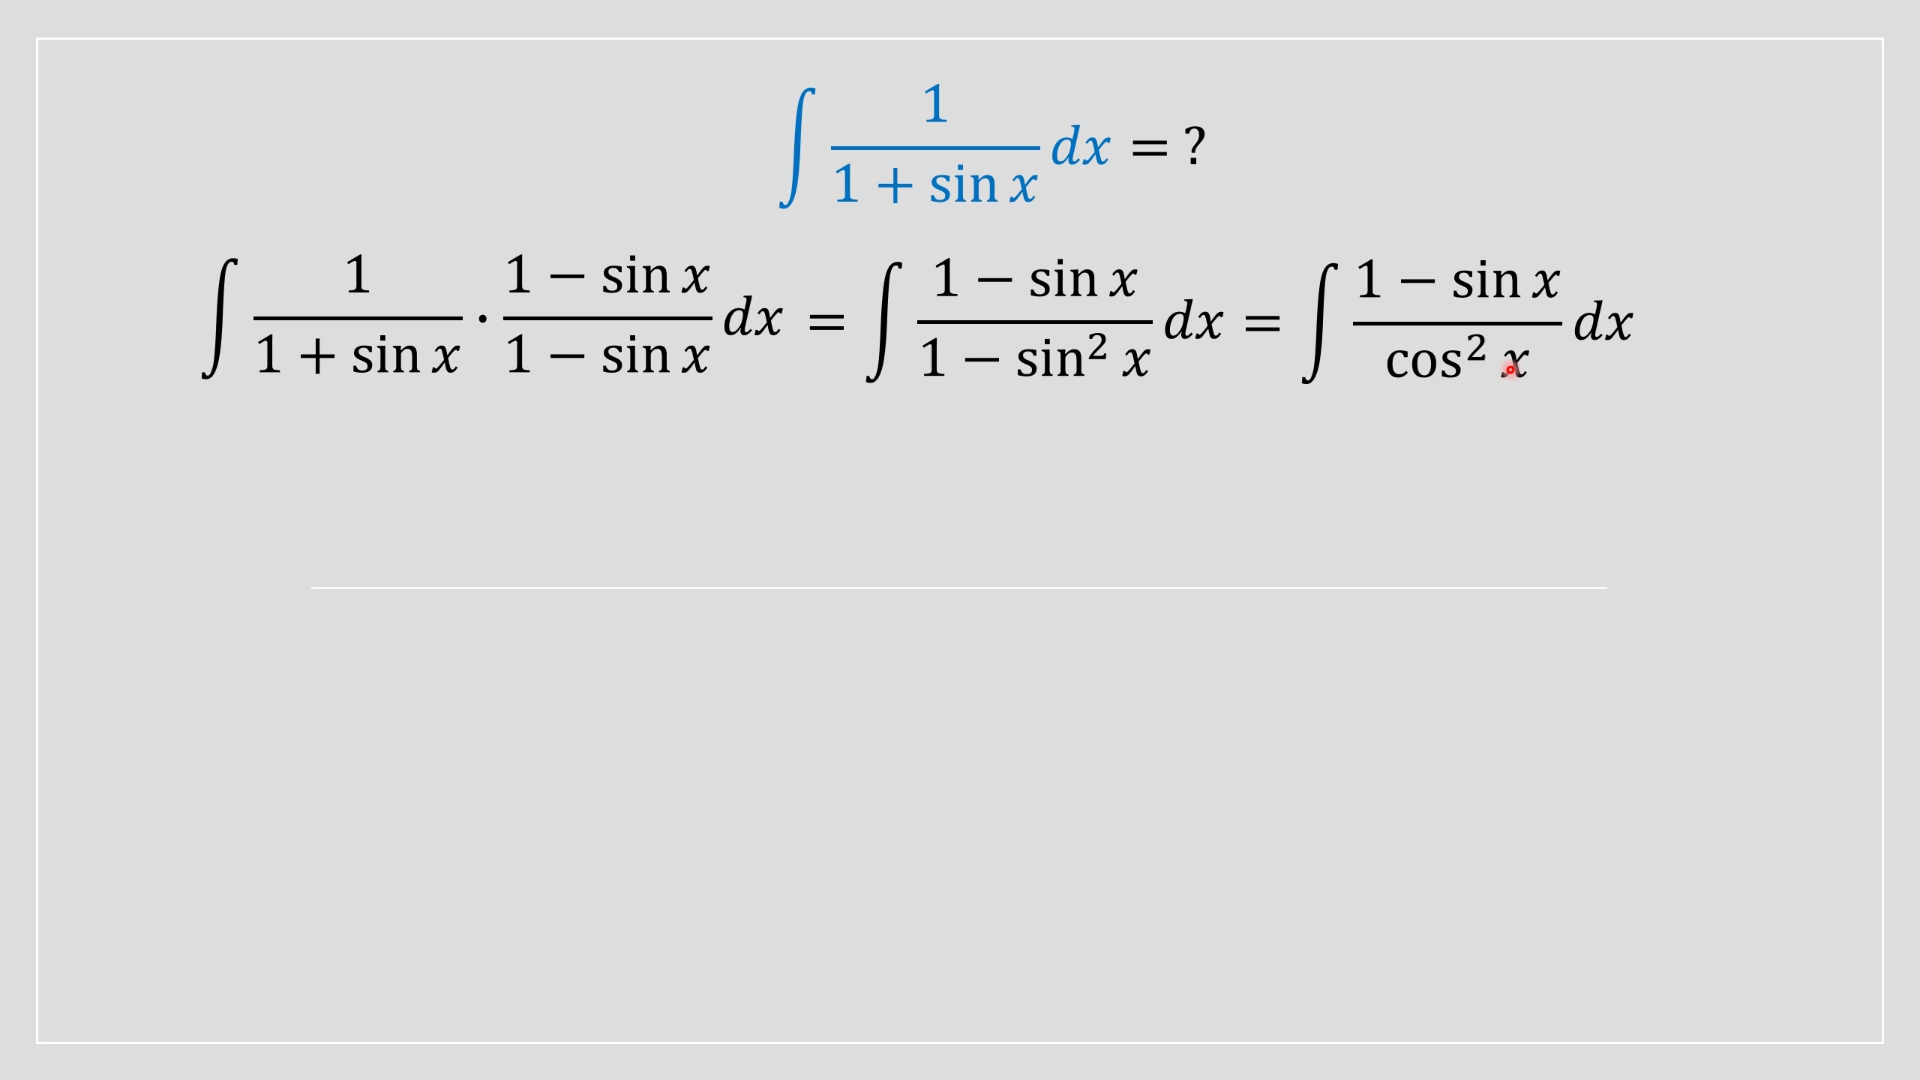 ∫ 1/(1 + sin x) dx = ?
∫ 1/(1 + sin x) · (1 − sin x)/(1 − sin x) dx = ∫ (1 − sin x)/(1 − sin² x) dx = ∫ (1 − sin x)/(cos² x) dx